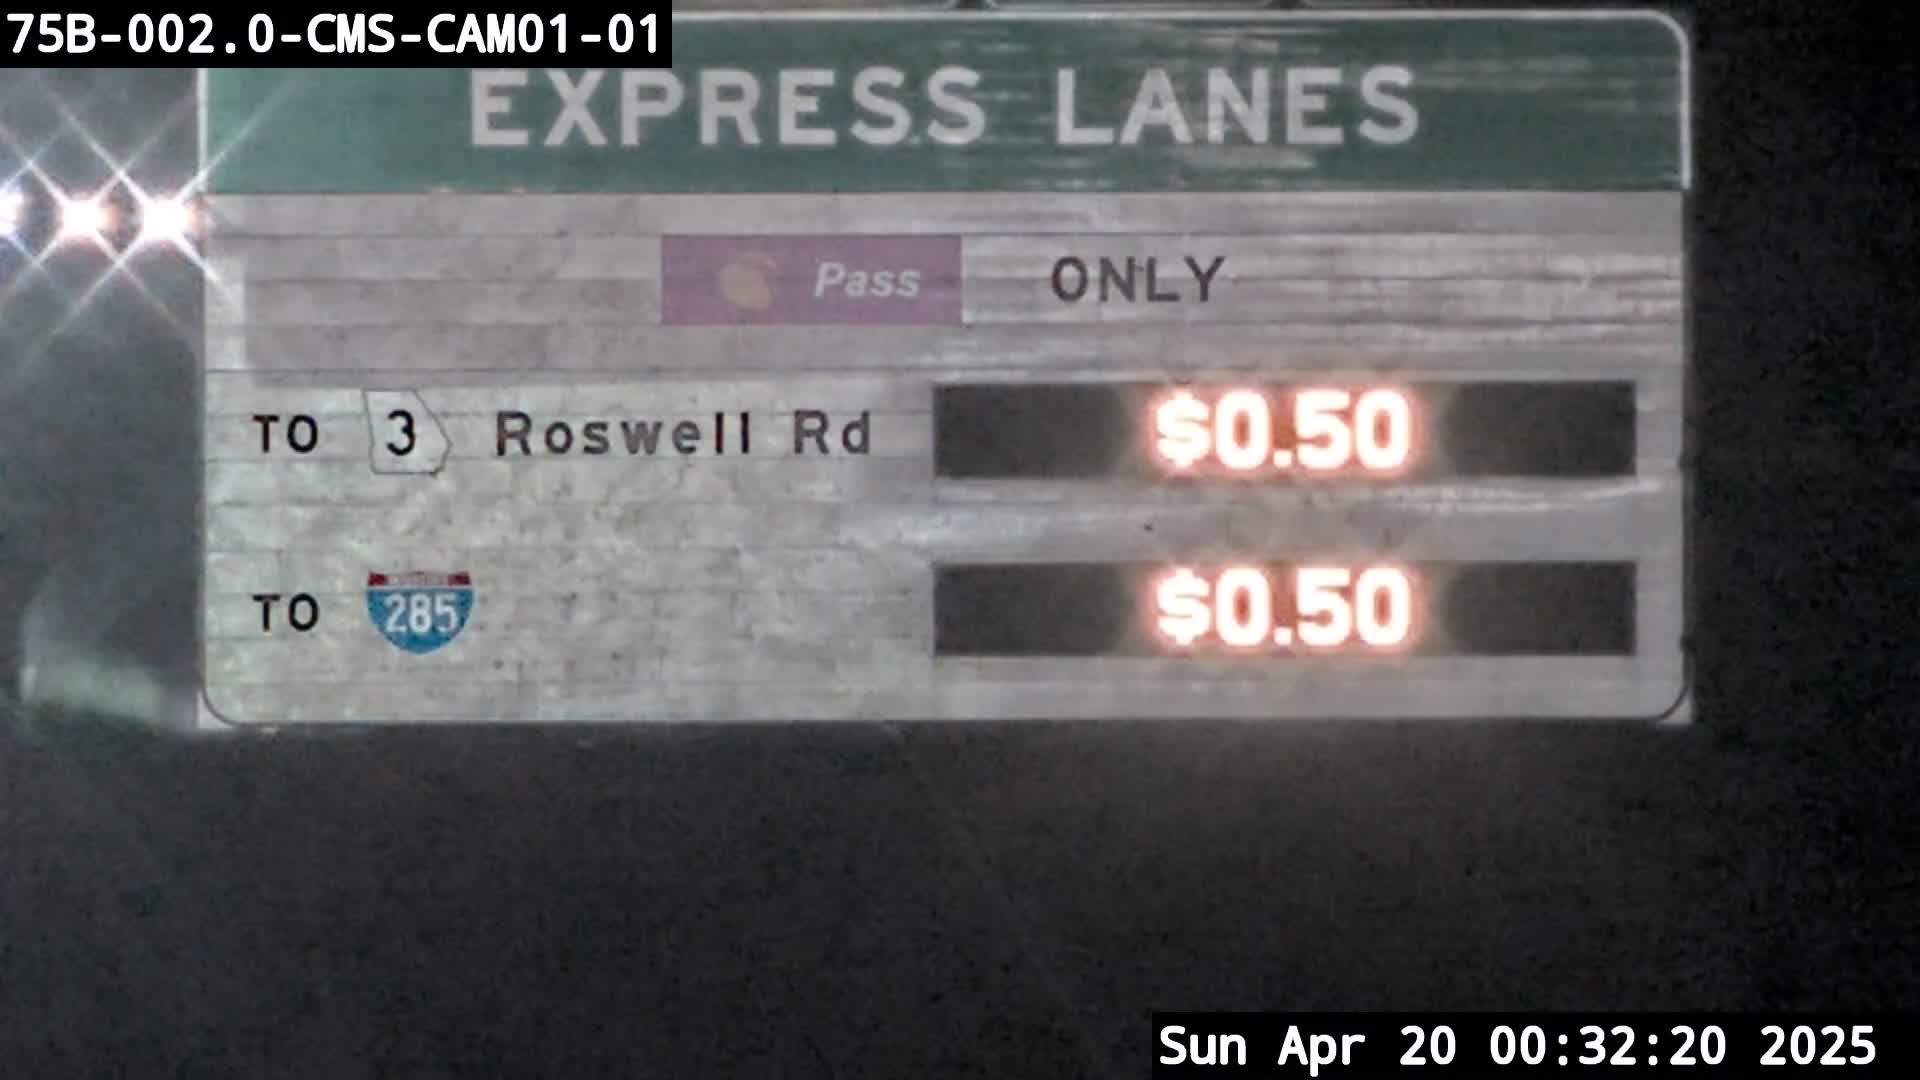 75B-002.0-CMS-CAM01-01
EXPRESS LANES
Pass ONLY
TO 3 Roswell Rd $0.50
TO 285 $0.50
Sun Apr 20 00:32:20 2025